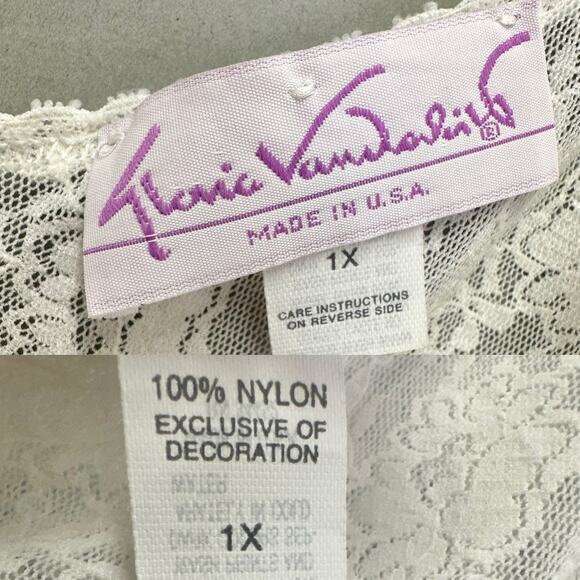 Gloria Vanderbilt®
MADE IN U.S.A.
1X
CARE INSTRUCTIONS
ON REVERSE SIDE
100% NYLON
EXCLUSIVE OF
DECORATION
1X